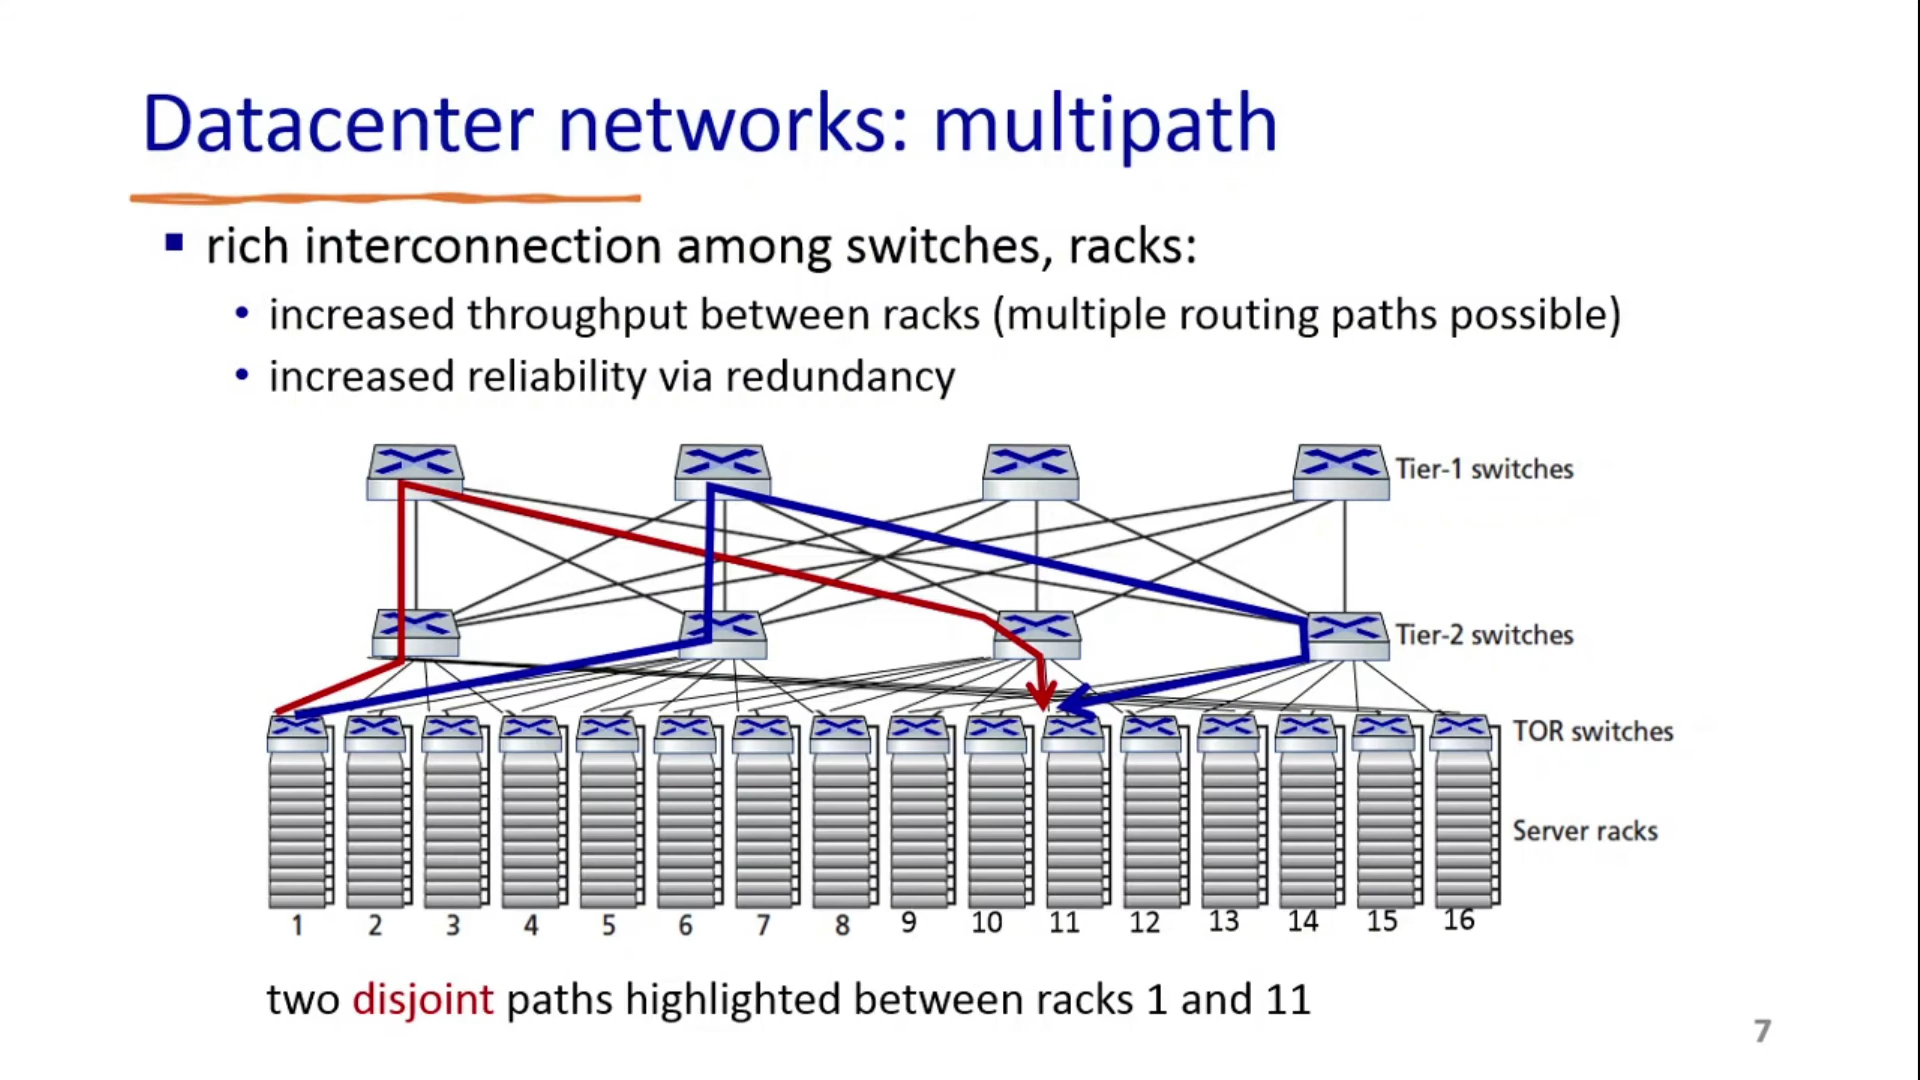 Datacenter networks: multipath
rich interconnection among switches, racks:
increased throughput between racks (multiple routing paths possible)
increased reliability via redundancy
Tier-1 switches
Tier-2 switches
TOR switches
Server racks
1 2 3 4 5 6 7 8 9 10 11 12 13 14 15 16
two disjoint paths highlighted between racks 1 and 11
7